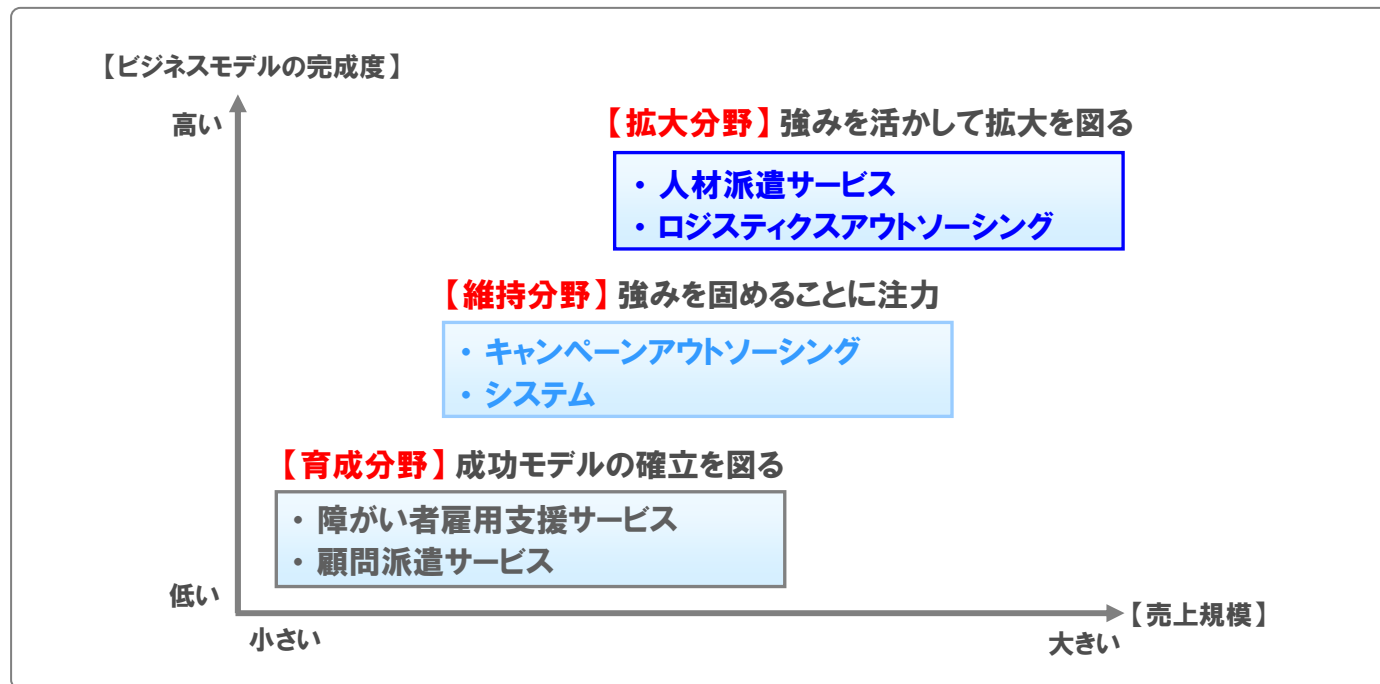 【ビジネスモデルの完成度】
高い
【拡大分野】強みを活かして拡大を図る
・ 人材派遣サービス
・ ロジスティクスアウトソーシング
【維持分野】強みを固めることに注力
・ キャンペーンアウトソーシング
・ システム
【育成分野】成功モデルの確立を図る
・ 障がい者雇用支援サービス
・ 顧問派遣サービス
低い
【売上規模】
小さい
大きい